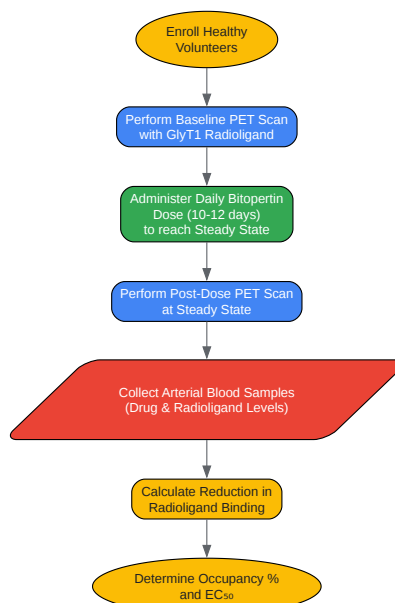 Enroll Healthy
Volunteers
Perform Baseline PET Scan
with GlyT1 Radioligand
Administer Daily Bitopertin
Dose (10-12 days)
to reach Steady State
Perform Post-Dose PET Scan
at Steady State
Collect Arterial Blood Samples
(Drug & Radioligand Levels)
Calculate Reduction in
Radioligand Binding
Determine Occupancy %
and EC₅₀